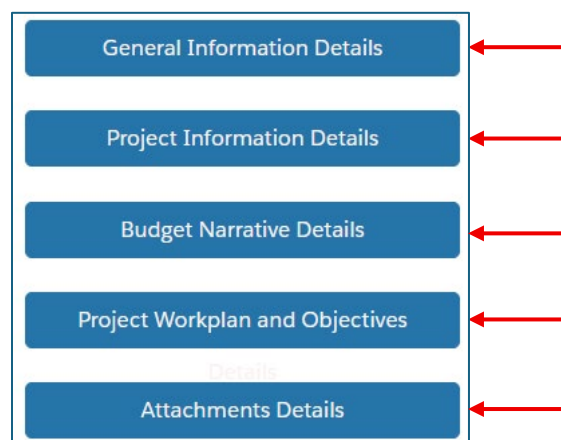 General Information Details
Project Information Details
Budget Narrative Details
Project Workplan and Objectives
Details
Attachments Details